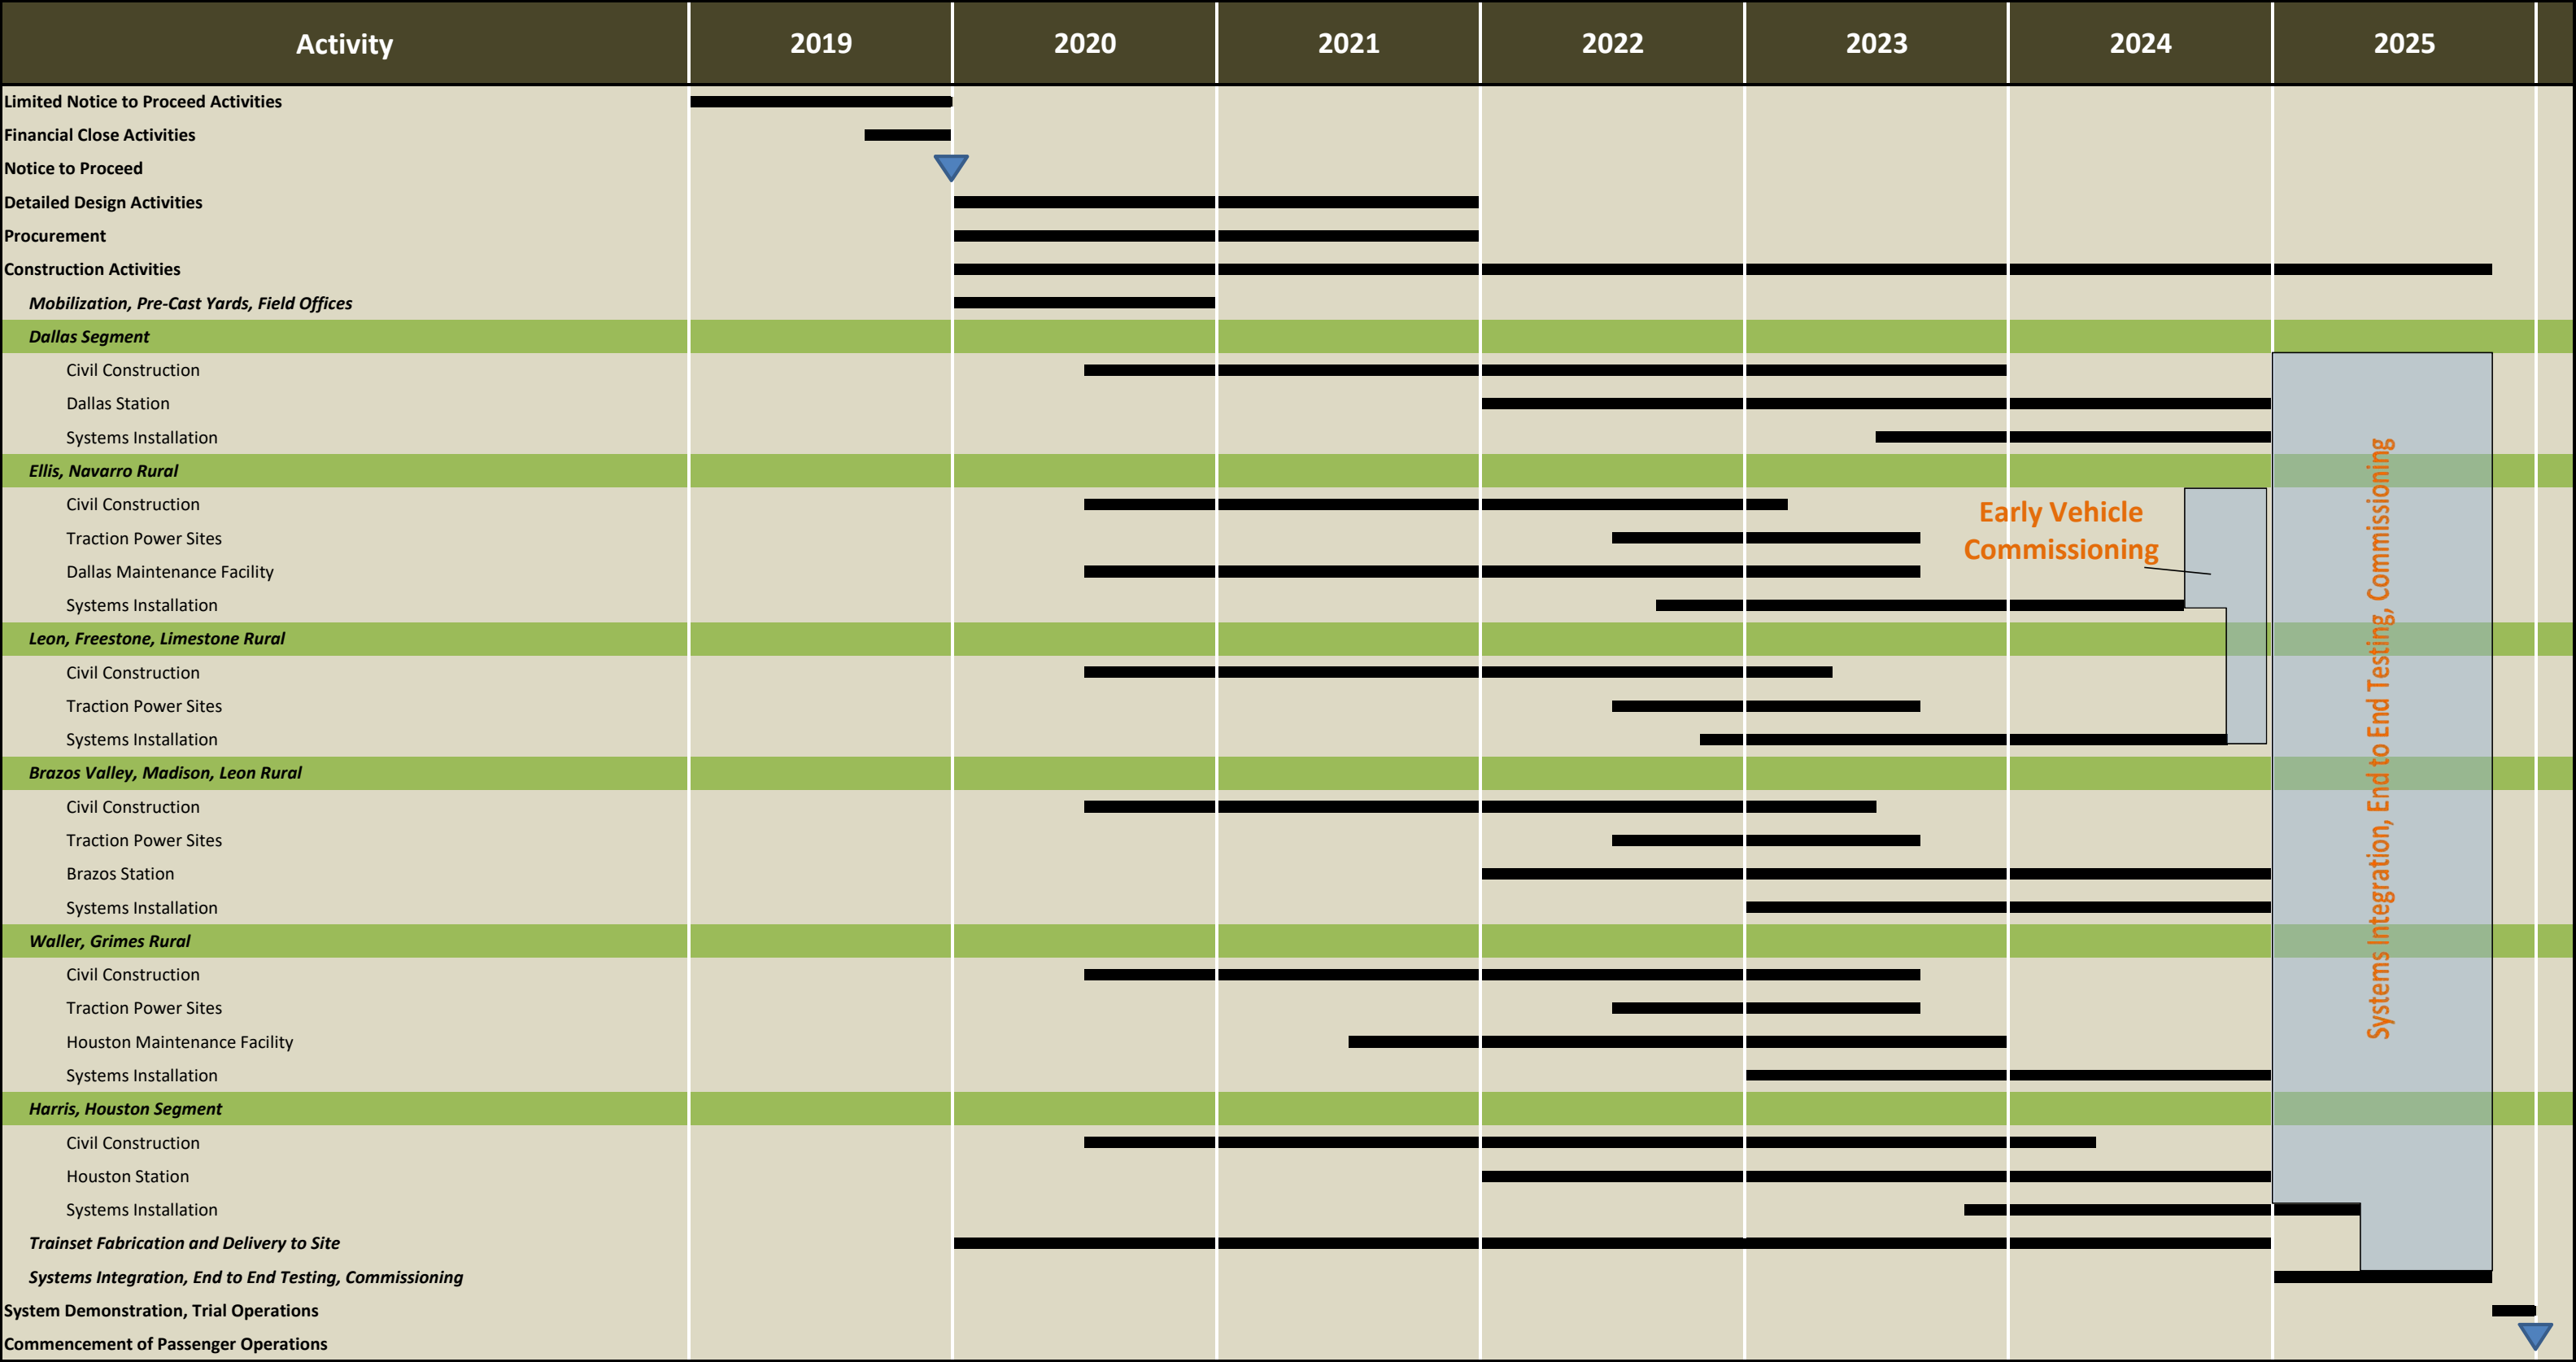 Activity 2019 2020 2021 2022 2023 2024 2025
Limited Notice to Proceed Activities
Financial Close Activities
Notice to Proceed
Detailed Design Activities
Procurement
Construction Activities
Mobilization, Pre-Cast Yards, Field Offices
Dallas Segment
Civil Construction
Dallas Station
Systems Installation
Ellis, Navarro Rural
Civil Construction
Traction Power Sites
Dallas Maintenance Facility
Systems Installation
Leon, Freestone, Limestone Rural
Civil Construction
Traction Power Sites
Systems Installation
Brazos Valley, Madison, Leon Rural
Civil Construction
Traction Power Sites
Brazos Station
Systems Installation
Waller, Grimes Rural
Civil Construction
Traction Power Sites
Houston Maintenance Facility
Systems Installation
Harris, Houston Segment
Civil Construction
Houston Station
Systems Installation
Trainset Fabrication and Delivery to Site
Systems Integration, End to End Testing, Commissioning
System Demonstration, Trial Operations
Commencement of Passenger Operations
Early Vehicle
Commissioning
Systems Integration, End to End Testing, Commissioning